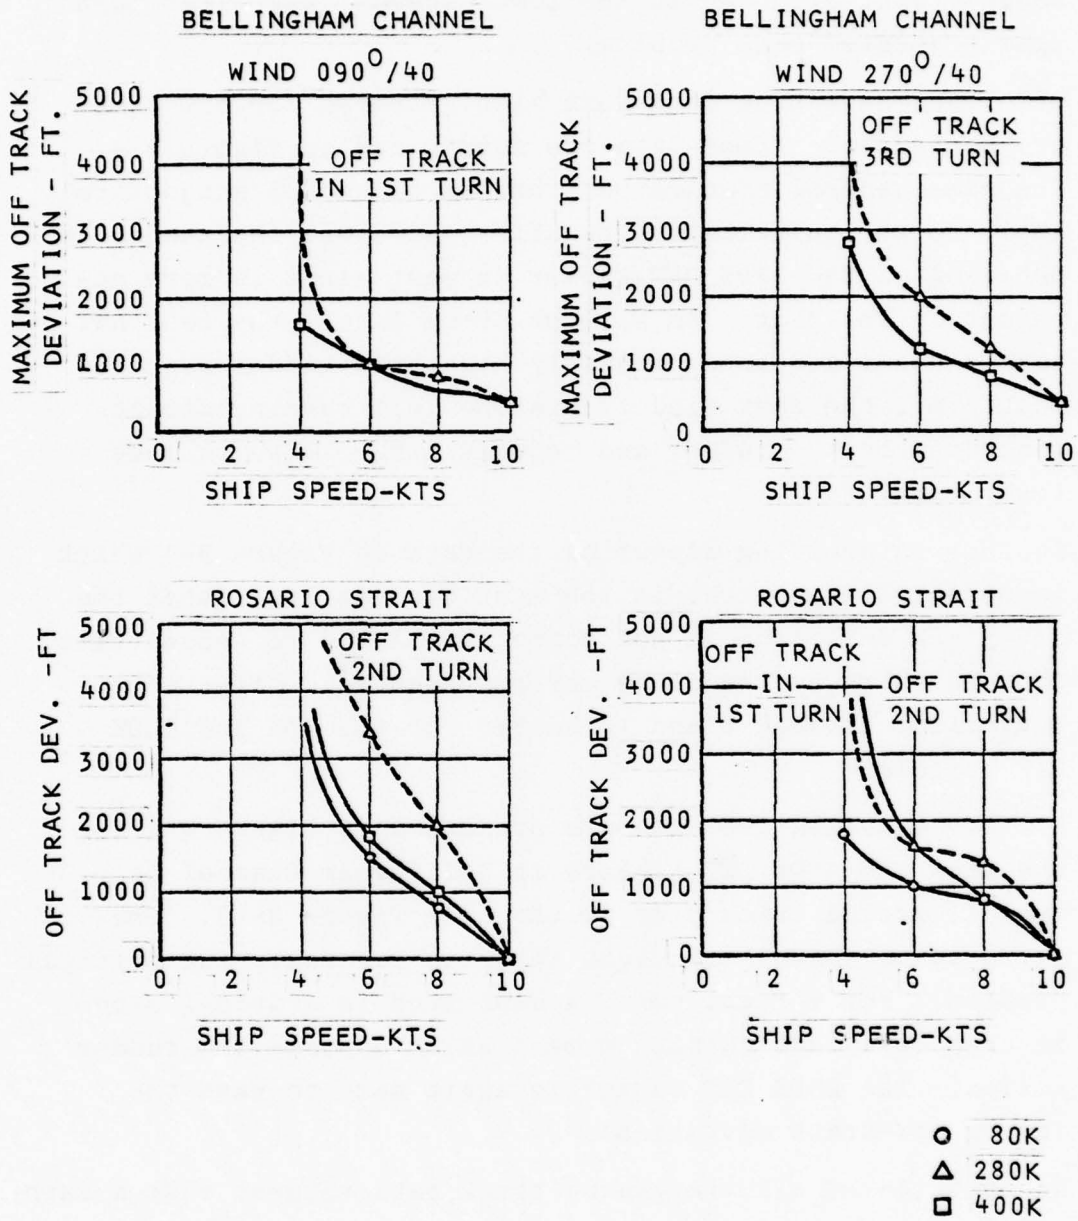 BELLINGHAM CHANNEL
WIND 090°/40
MAXIMUM OFF TRACK
DEVIATION - FT.
5000
4000
3000
2000
1000
0
OFF TRACK
IN 1ST TURN
0 2 4 6 8 10
SHIP SPEED-KTS
BELLINGHAM CHANNEL
WIND 270°/40
MAXIMUM OFF TRACK
DEVIATION - FT.
5000
4000
3000
2000
1000
0
OFF TRACK
3RD TURN
0 2 4 6 8 10
SHIP SPEED-KTS
ROSARIO STRAIT
OFF TRACK DEV. -FT
5000
4000
3000
2000
1000
0
OFF TRACK
2ND TURN
0 2 4 6 8 10
SHIP SPEED-KTS
ROSARIO STRAIT
OFF TRACK DEV. -FT
5000
4000
3000
2000
1000
0
OFF TRACK
IN
1ST TURN
OFF TRACK
2ND TURN
0 2 4 6 8 10
SHIP SPEED-KTS
80K
280K
400K